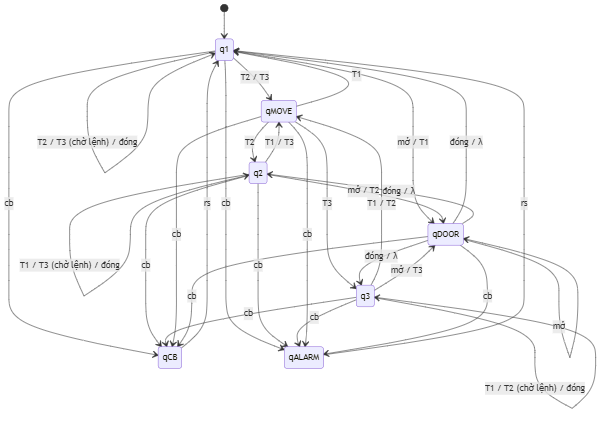 q1
T2 / T3
T1
qMOVE
T2 / T3 (chờ lệnh) / đóng
T2
T1 / T3
mở / T1
đóng / λ
q2
mở / T2
đóng / λ
cb
rs
cb
T3
T1 / T2
rs
cb
cb
qDOOR
T1 / T3 (chờ lệnh) / đóng
cb
cb
đóng / λ
mở / T3
q3
cb
cb
cb
cb
mở
qCB
qALARM
T1 / T2 (chờ lệnh) / đóng